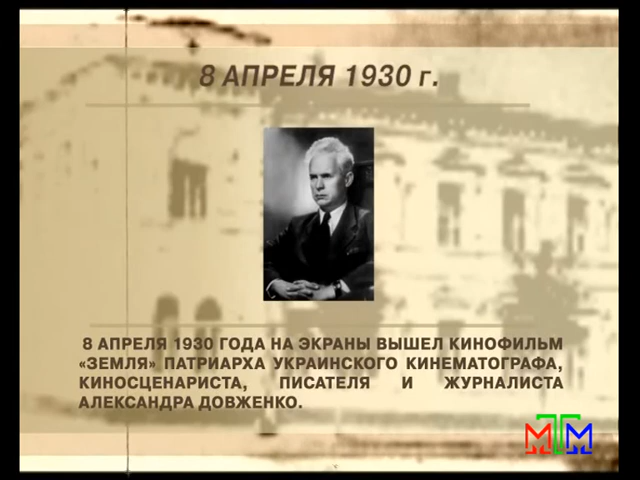 8 АПРЕЛЯ 1930 г.
8 АПРЕЛЯ 1930 ГОДА НА ЭКРАНЫ ВЫШЕЛ КИНОФИЛЬМ
«ЗЕМЛЯ» ПАТРИАРХА УКРАИНСКОГО КИНЕМАТОГРАФА,
КИНОСЦЕНАРИСТА, ПИСАТЕЛЯ И ЖУРНАЛИСТА
АЛЕКСАНДРА ДОВЖЕНКО.
МТМ